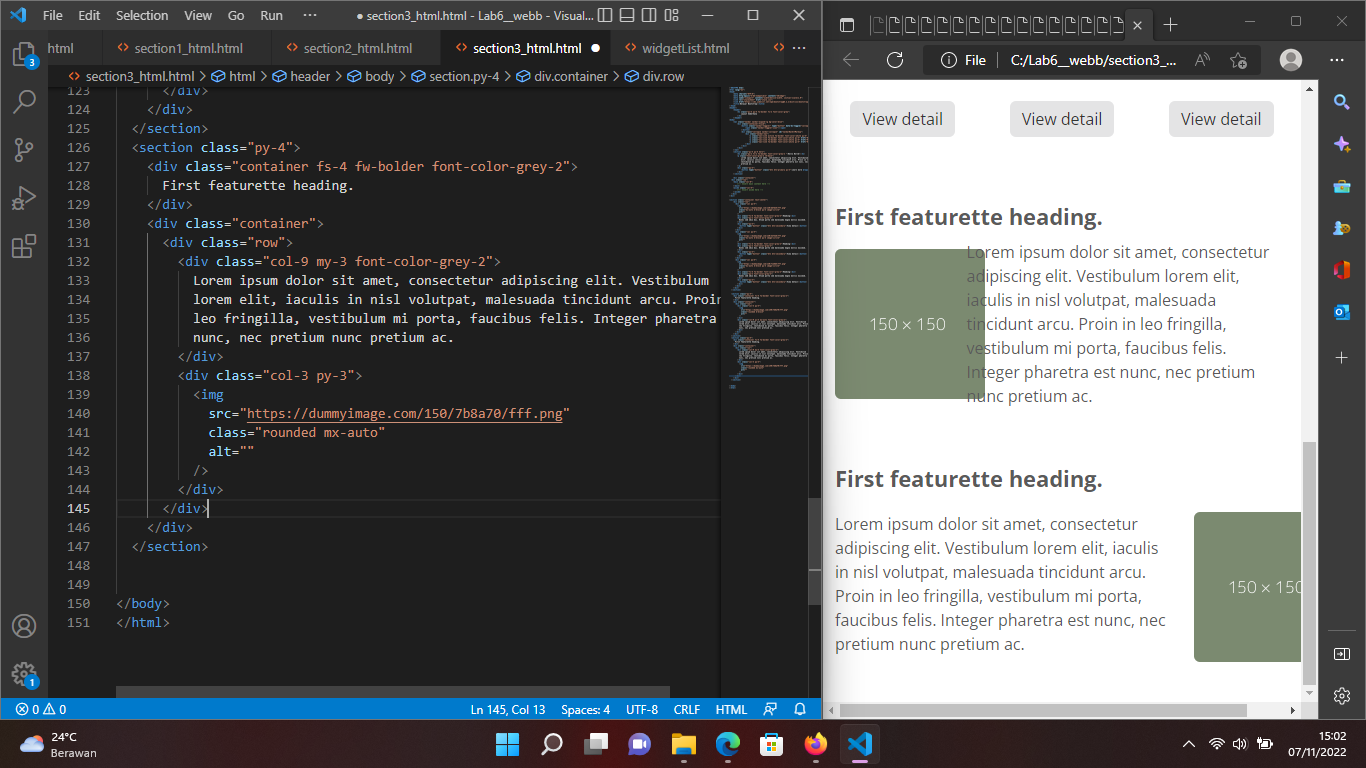 File Edit Selection View Go Run ··· ● section3_html.html - Lab6__webb - Visual...
html section1_html.html section2_html.html section3_html.html ● widgetList.html ···
section3_html.html > html > header > body > section.py-4 > div.container > div.row
123 </div>
124 </div>
125 </section>
126 <section class="py-4">
127 <div class="container fs-4 fw-bolder font-color-grey-2">
128 First featurette heading.
129 </div>
130 <div class="container">
131 <div class="row">
132 <div class="col-9 my-3 font-color-grey-2">
133 Lorem ipsum dolor sit amet, consectetur adipiscing elit. Vestibulum
134 lorem elit, iaculis in nisl volutpat, malesuada tincidunt arcu. Proin
135 leo fringilla, vestibulum mi porta, faucibus felis. Integer pharetra
136 nunc, nec pretium nunc pretium ac.
137 </div>
138 <div class="col-3 py-3">
139 <img
140 src="https://dummyimage.com/150/7b8a70/fff.png"
141 class="rounded mx-auto"
142 alt=""
143 />
144 </div>
145 </div>
146 </div>
147 </section>
148
149
150 </body>
151 </html>
3
1
0 0 Ln 145, Col 13 Spaces: 4 UTF-8 CRLF HTML
File C:/Lab6__webb/section3_... A ···
View detail View detail View detail
First featurette heading.
150 × 150
Lorem ipsum dolor sit amet, consectetur
adipiscing elit. Vestibulum lorem elit,
iaculis in nisl volutpat, malesuada
tincidunt arcu. Proin in leo fringilla,
vestibulum mi porta, faucibus felis.
Integer pharetra est nunc, nec pretium
nunc pretium ac.
First featurette heading.
Lorem ipsum dolor sit amet, consectetur
adipiscing elit. Vestibulum lorem elit, iaculis
in nisl volutpat, malesuada tincidunt arcu.
Proin in leo fringilla, vestibulum mi porta,
faucibus felis. Integer pharetra est nunc, nec
pretium nunc pretium ac.
150 × 150
24°C
Berawan
15:02
07/11/2022